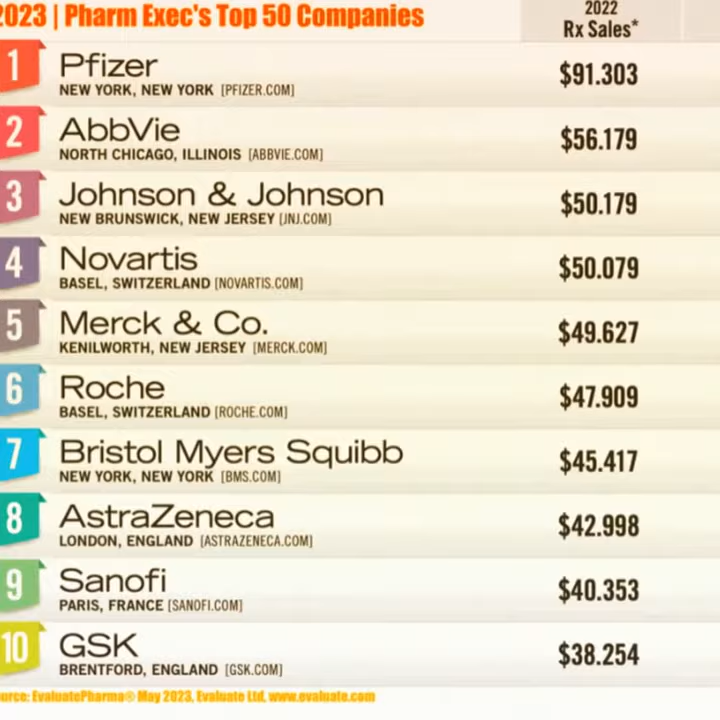 2023 | Pharm Exec's Top 50 Companies
2022
Rx Sales*
1 Pfizer $91.303
NEW YORK, NEW YORK [PFIZER.COM]
2 AbbVie $56.179
NORTH CHICAGO, ILLINOIS [ABBVIE.COM]
3 Johnson & Johnson $50.179
NEW BRUNSWICK, NEW JERSEY [JNJ.COM]
4 Novartis $50.079
BASEL, SWITZERLAND [NOVARTIS.COM]
5 Merck & Co. $49.627
KENILWORTH, NEW JERSEY [MERCK.COM]
6 Roche $47.909
BASEL, SWITZERLAND [ROCHE.COM]
7 Bristol Myers Squibb $45.417
NEW YORK, NEW YORK [BMS.COM]
8 AstraZeneca $42.998
LONDON, ENGLAND [ASTRAZENECA.COM]
9 Sanofi $40.353
PARIS, FRANCE [SANOFI.COM]
10 GSK $38.254
BRENTFORD, ENGLAND [GSK.COM]
ource: EvaluatePharma® May 2023, Evaluate Ltd, www.evaluate.com